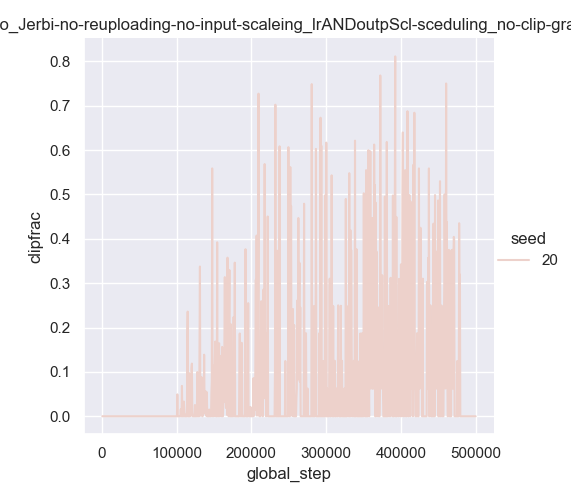 o_Jerbi-no-reuploading-no-input-scaleing_lrANDoutpScl-sceduling_no-clip-gra
0.8
0.7
0.6
0.5
0.4
0.3
0.2
0.1
0.0
clipfrac
0 100000 200000 300000 400000 500000
global_step
seed
20